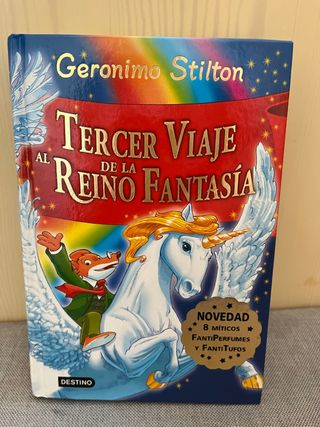 Geronimo Stilton
TERCER VIAJE
AL
DE LA
REINO FANTASÍA
NOVEDAD
8 MÍTICOS
FANTIPERFUMES
Y FANTITUFOS
DESTINO